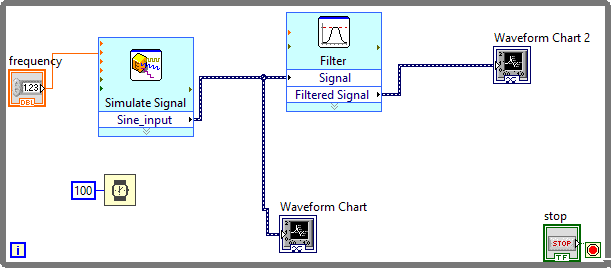 Waveform Chart 2
frequency
1.23
DBL
Simulate Signal
Sine_input
Filter
Signal
Filtered Signal
100
Waveform Chart
stop
STOP
TF
i